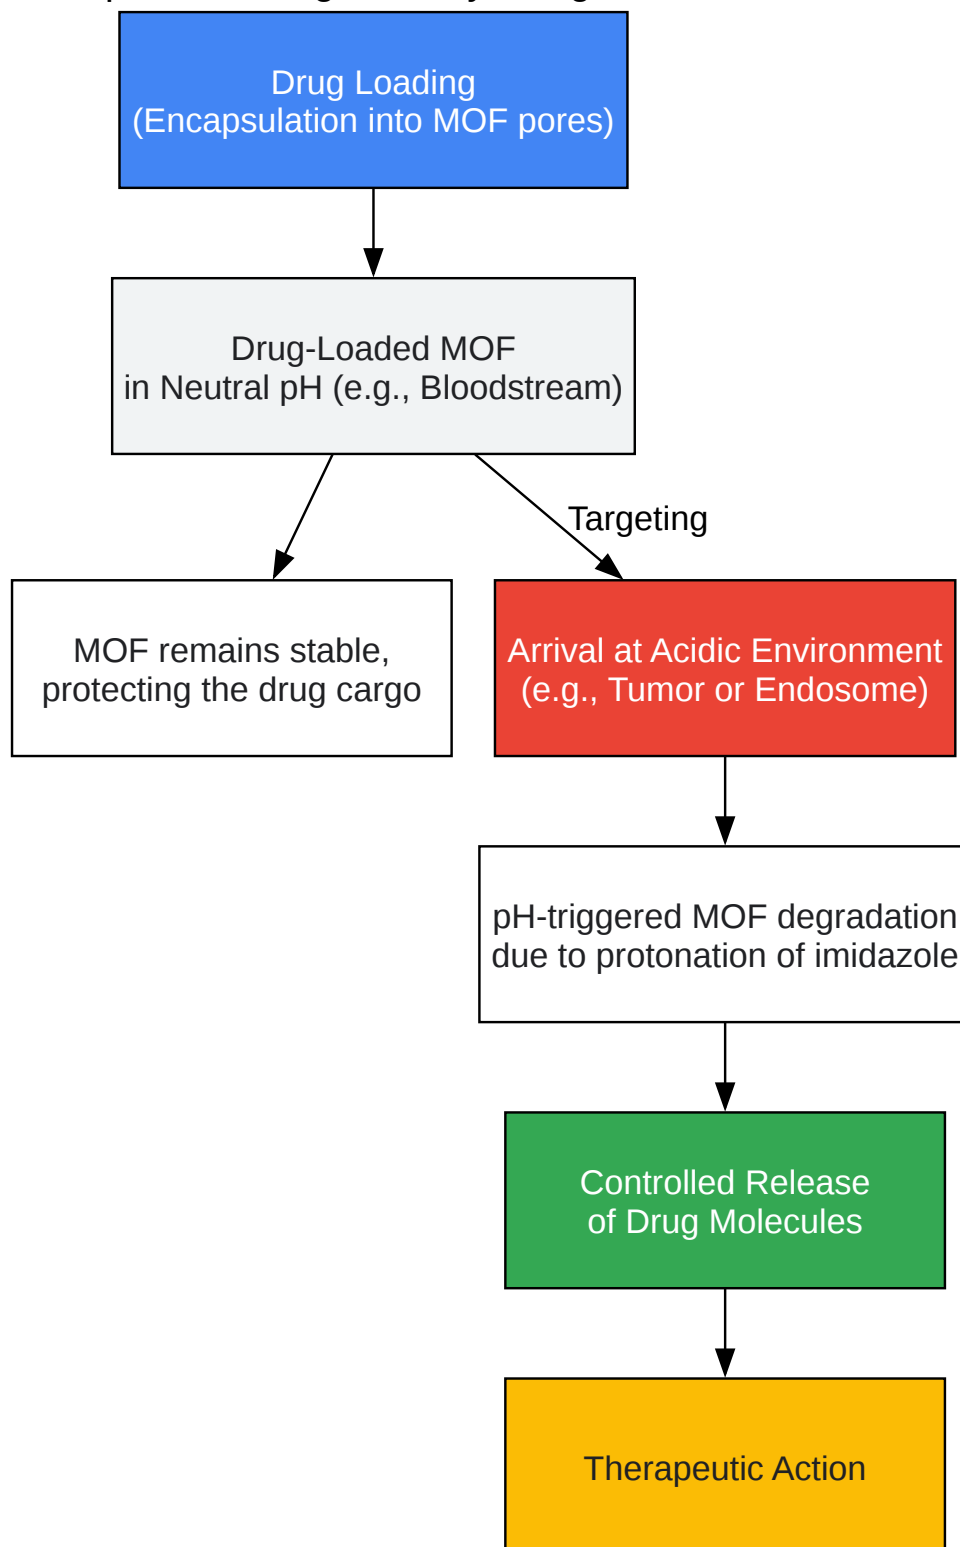 Drug Loading
(Encapsulation into MOF pores)
Drug-Loaded MOF
in Neutral pH (e.g., Bloodstream)
Targeting
MOF remains stable,
protecting the drug cargo
Arrival at Acidic Environment
(e.g., Tumor or Endosome)
pH-triggered MOF degradation
due to protonation of imidazole
Controlled Release
of Drug Molecules
Therapeutic Action